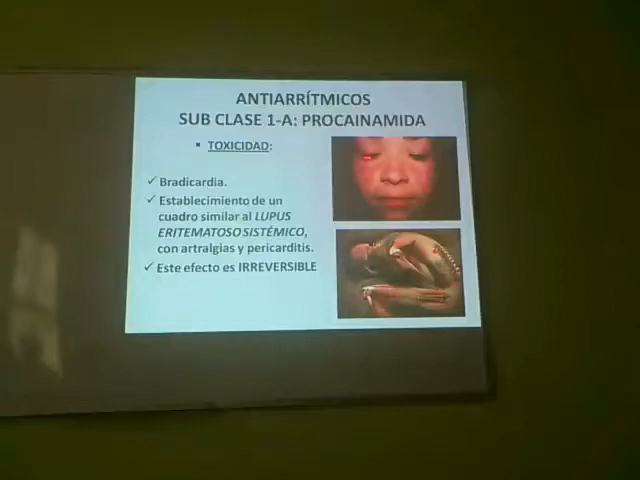 ANTIARRÍTMICOS
SUB CLASE 1-A: PROCAINAMIDA
▪ TOXICIDAD:
✓ Bradicardia.
✓ Establecimiento de un
cuadro similar al LUPUS
ERITEMATOSO SISTÉMICO,
con artralgias y pericarditis.
✓ Este efecto es IRREVERSIBLE